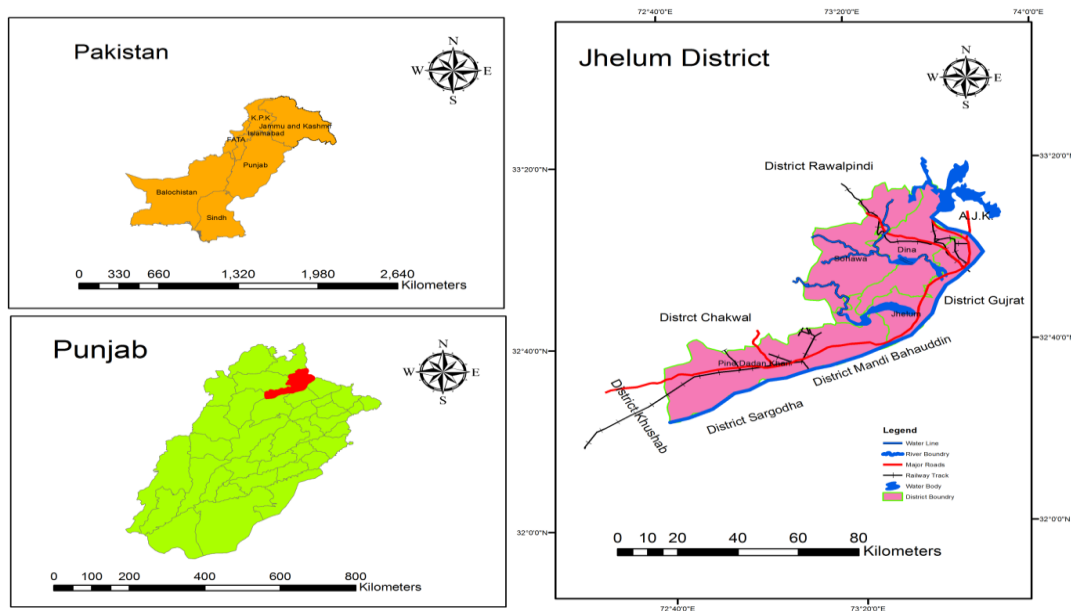 Pakistan
N
W E
S
K.P.K
Jammu and Kashmir
Islamabad
FATA
Punjab
Balochistan
Sindh
0 330 660 1,320 1,980 2,640
Kilometers
Punjab
N
W E
S
0 100 200 400 600 800
Kilometers
72°40'0"E 73°20'0"E 74°0'0"E
Jhelum District
N
W E
S
33°20'0"N 33°20'0"N
District Rawalpindi
A.J.K.
Dina
Sohawa
District Gujrat
Jhelum
Distrct Chakwal
32°40'0"N 32°40'0"N
Pind Dadan Khan
District Mandi Bahauddin
District Khushab
District Sargodha
Legend
Water Line
River Boundry
Major Roads
Railway Track
Water Body
District Boundry
32°0'0"N 32°0'0"N
0 10 20 40 60 80
Kilometers
72°40'0"E 73°20'0"E